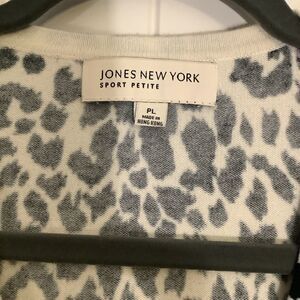 JONES NEW YORK
SPORT PETITE
PL
MADE IN
HONG KONG